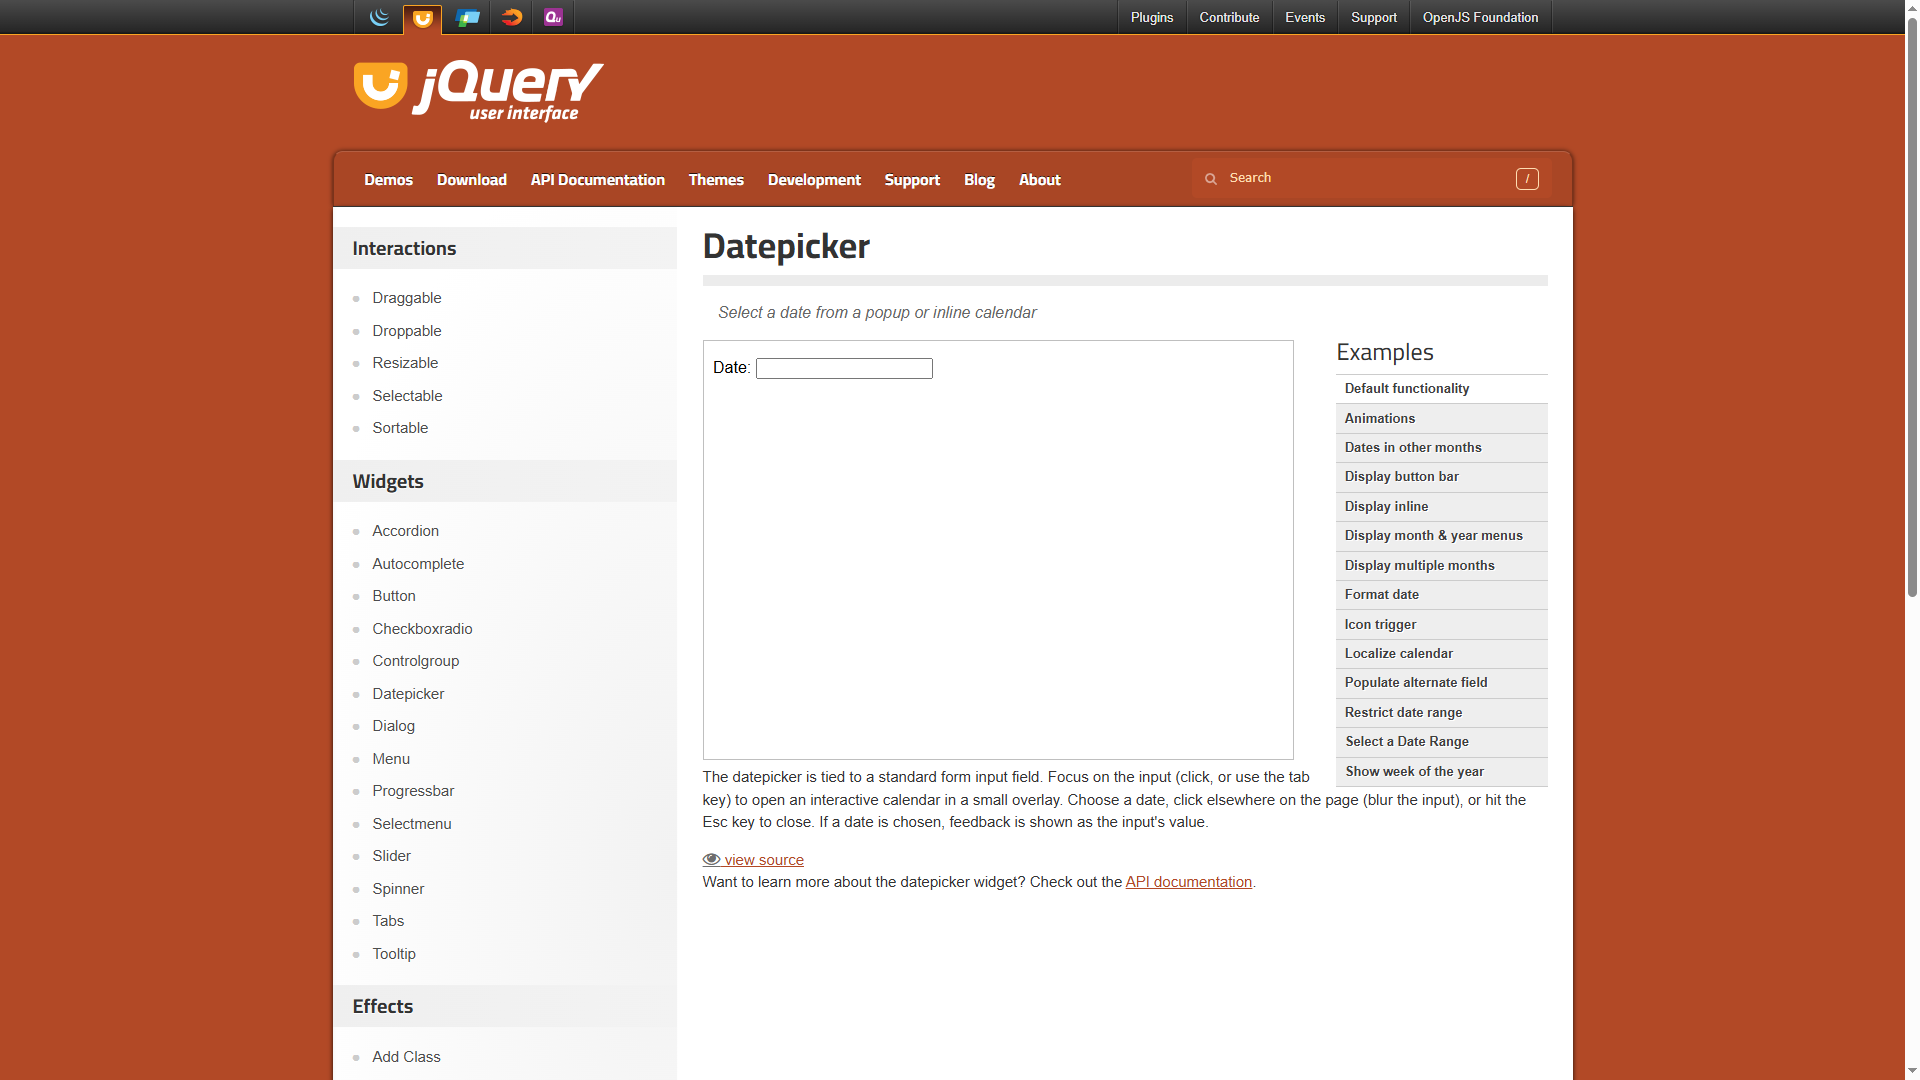 Plugins
Contribute
Events
Support
OpenJS Foundation
Qu
jQuery
user interface
Demos
Download
API Documentation
Themes
Development
Support
Blog
About
Search
/
Interactions
Draggable
Droppable
Resizable
Selectable
Sortable
Widgets
Accordion
Autocomplete
Button
Checkboxradio
Controlgroup
Datepicker
Dialog
Menu
Progressbar
Selectmenu
Slider
Spinner
Tabs
Tooltip
Effects
Add Class
Datepicker
Select a date from a popup or inline calendar
Date:
Examples
Default functionality
Animations
Dates in other months
Display button bar
Display inline
Display month & year menus
Display multiple months
Format date
Icon trigger
Localize calendar
Populate alternate field
Restrict date range
Select a Date Range
Show week of the year
The datepicker is tied to a standard form input field. Focus on the input (click, or use the tab
key) to open an interactive calendar in a small overlay. Choose a date, click elsewhere on the page (blur the input), or hit the
Esc key to close. If a date is chosen, feedback is shown as the input's value.
view source
Want to learn more about the datepicker widget? Check out the API documentation.